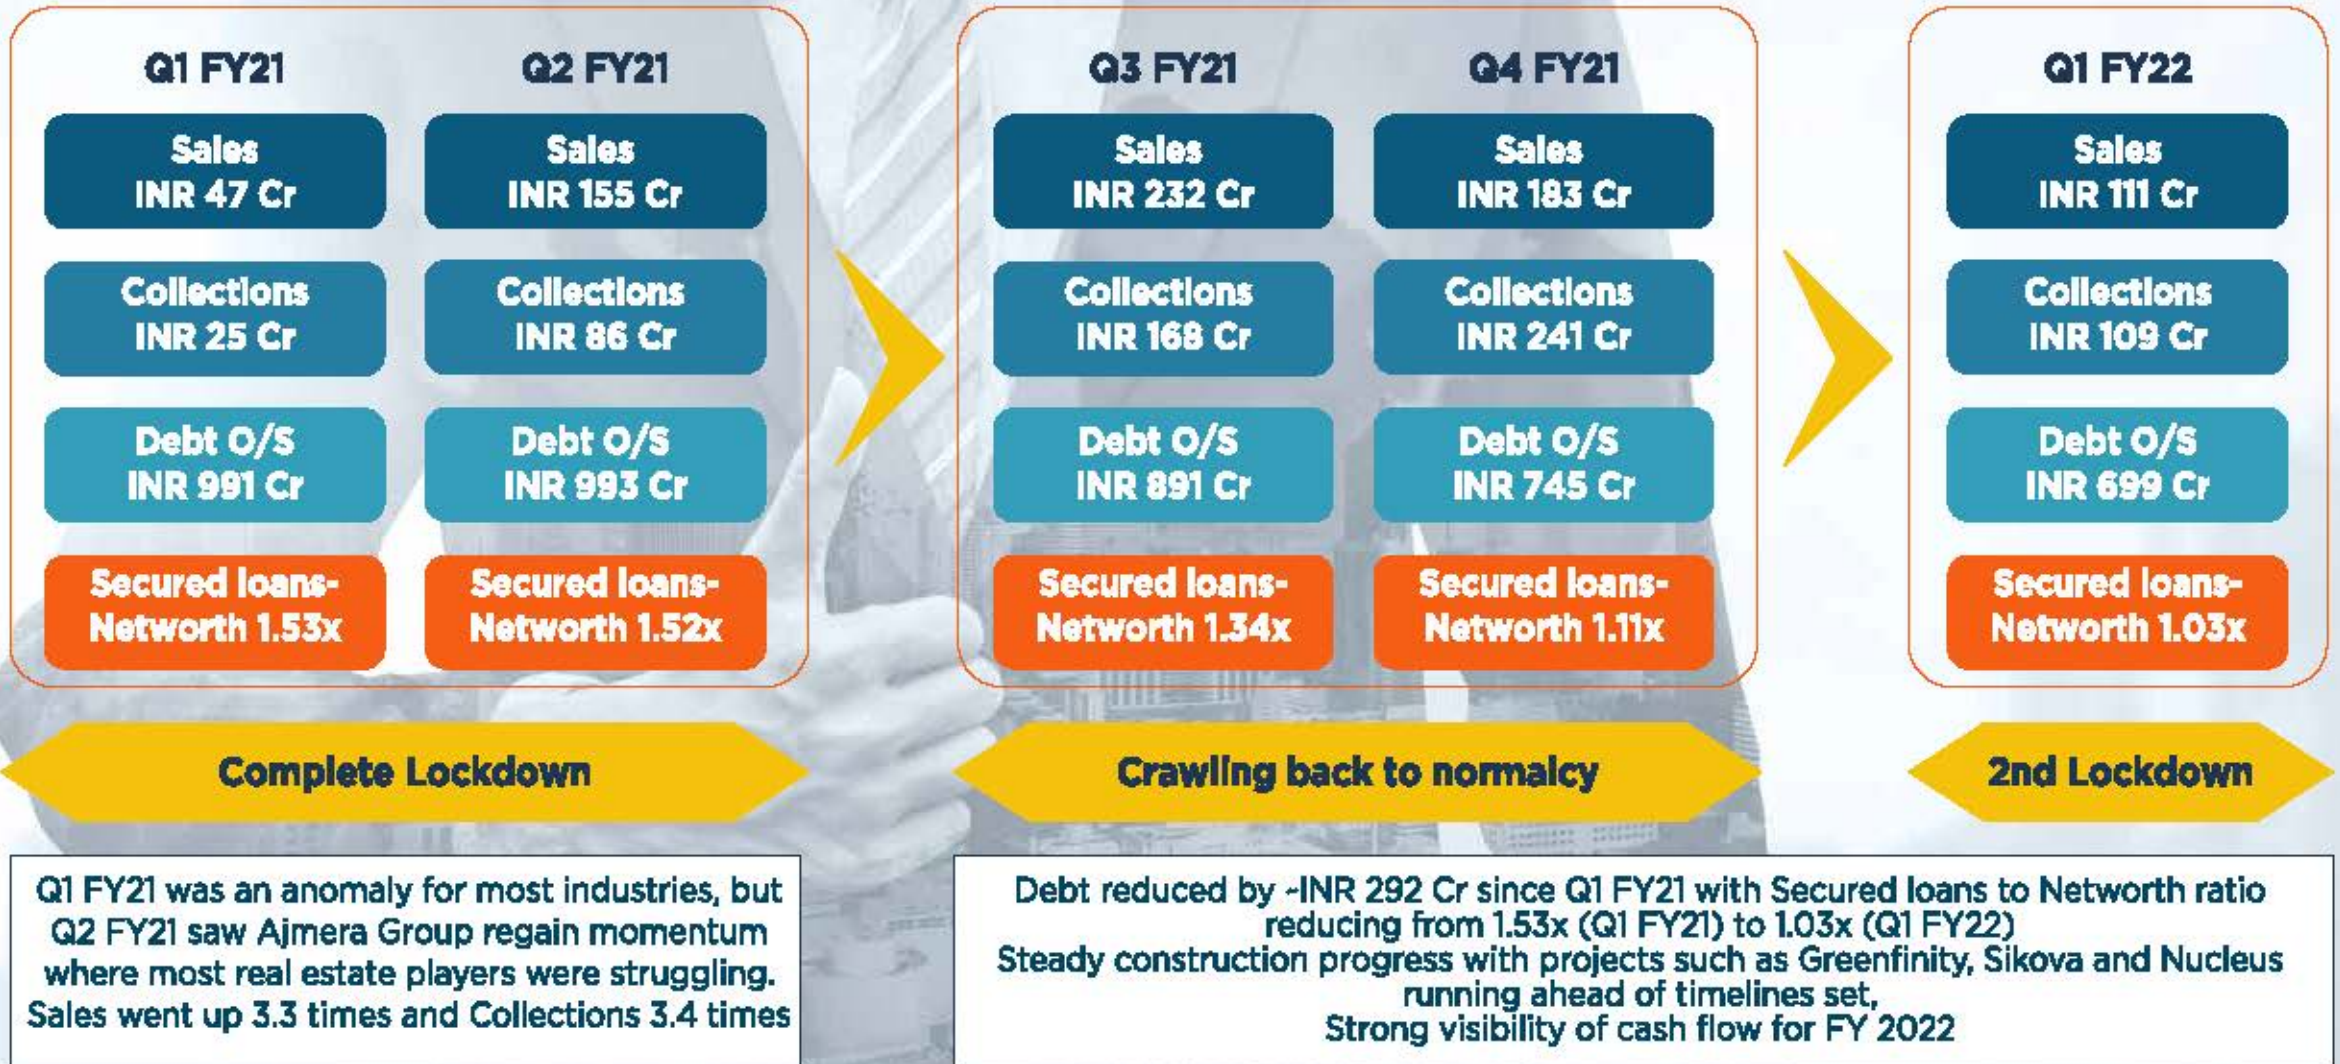 Q1 FY21
Sales
INR 47 Cr
Collections
INR 25 Cr
Debt O/S
INR 991 Cr
Secured loans-
Networth 1.53x
Q2 FY21
Sales
INR 155 Cr
Collections
INR 86 Cr
Debt O/S
INR 993 Cr
Secured loans-
Networth 1.52x
Complete Lockdown
Q1 FY21 was an anomaly for most industries, but
Q2 FY21 saw Ajmera Group regain momentum
where most real estate players were struggling.
Sales went up 3.3 times and Collections 3.4 times
Q3 FY21
Sales
INR 232 Cr
Collections
INR 168 Cr
Debt O/S
INR 891 Cr
Secured loans-
Networth 1.34x
Q4 FY21
Sales
INR 183 Cr
Collections
INR 241 Cr
Debt O/S
INR 745 Cr
Secured loans-
Networth 1.11x
Crawling back to normalcy
Q1 FY22
Sales
INR 111 Cr
Collections
INR 109 Cr
Debt O/S
INR 699 Cr
Secured loans-
Networth 1.03x
2nd Lockdown
Debt reduced by ~INR 292 Cr since Q1 FY21 with Secured loans to Networth ratio
reducing from 1.53x (Q1 FY21) to 1.03x (Q1 FY22)
Steady construction progress with projects such as Greenfinity, Sikova and Nucleus
running ahead of timelines set,
Strong visibility of cash flow for FY 2022